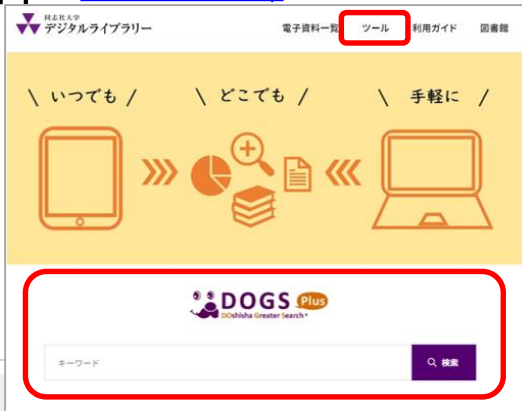 同志社大学
デジタルライブラリー
電子資料一覧 ツール 利用ガイド 図書館
\ いつでも / \ どこでも / \ 手軽に /
DOGS Plus
DOshisha Greater Search+
キーワード 検索